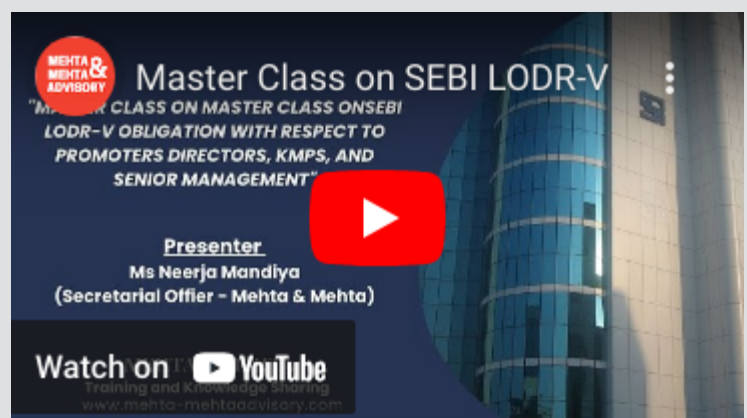 MEHTA
MEHTA &
ADVISORY
Master Class on SEBI LODR-V
CLASS ON MASTER CLASS ONSEBI
LODR-V OBLIGATION WITH RESPECT TO
PROMOTERS DIRECTORS, KMPS, AND
SENIOR MANAGEMENT"
Presenter
Ms Neerja Mandiya
(Secretarial Offier - Mehta & Mehta)
Watch on YouTube
Training and Knowledge Sharing
www.mehta-mehtaadvisory.com